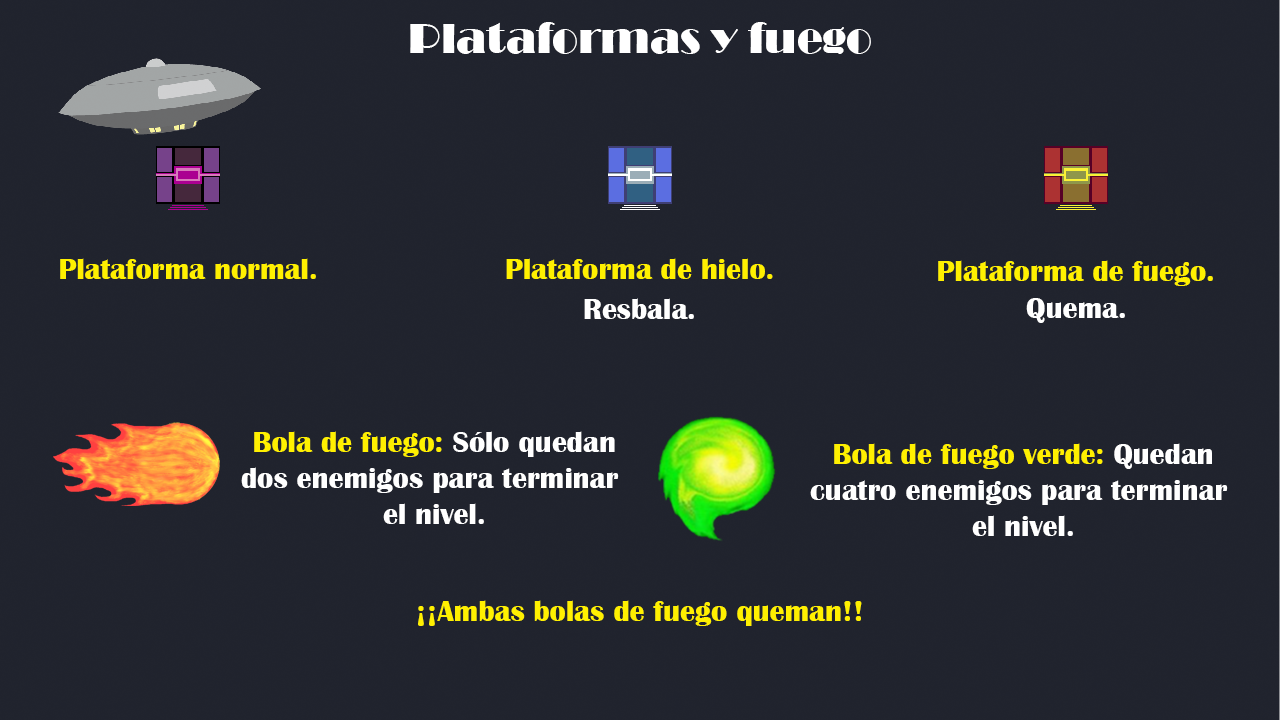 Plataformas y fuego
Plataforma normal.
Plataforma de hielo.
Resbala.
Plataforma de fuego.
Quema.
Bola de fuego: Sólo quedan
dos enemigos para terminar
el nivel.
Bola de fuego verde: Quedan
cuatro enemigos para terminar
el nivel.
¡¡Ambas bolas de fuego queman!!